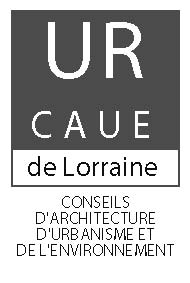 UR
CAUE
de Lorraine
CONSEILS
D'ARCHITECTURE
D'URBANISME ET
DE L'ENVIRONNEMENT